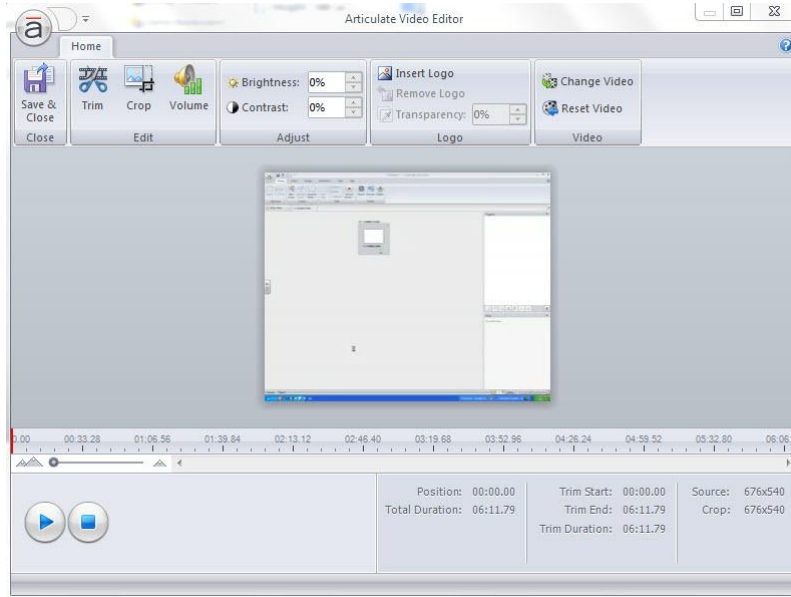 Articulate Video Editor
Home
Save & Close
Trim
Crop
Volume
Brightness: 0%
Contrast: 0%
Insert Logo
Remove Logo
Transparency: 0%
Change Video
Reset Video
Close
Edit
Adjust
Logo
Video
0.00 00:33.28 01:06.56 01:39.84 02:13.12 02:46.40 03:19.68 03:52.96 04:26.24 04:59.52 05:32.80 06:06.
Position: 00:00.00
Total Duration: 06:11.79
Trim Start: 00:00.00
Trim End: 06:11.79
Trim Duration: 06:11.79
Source: 676x540
Crop: 676x540